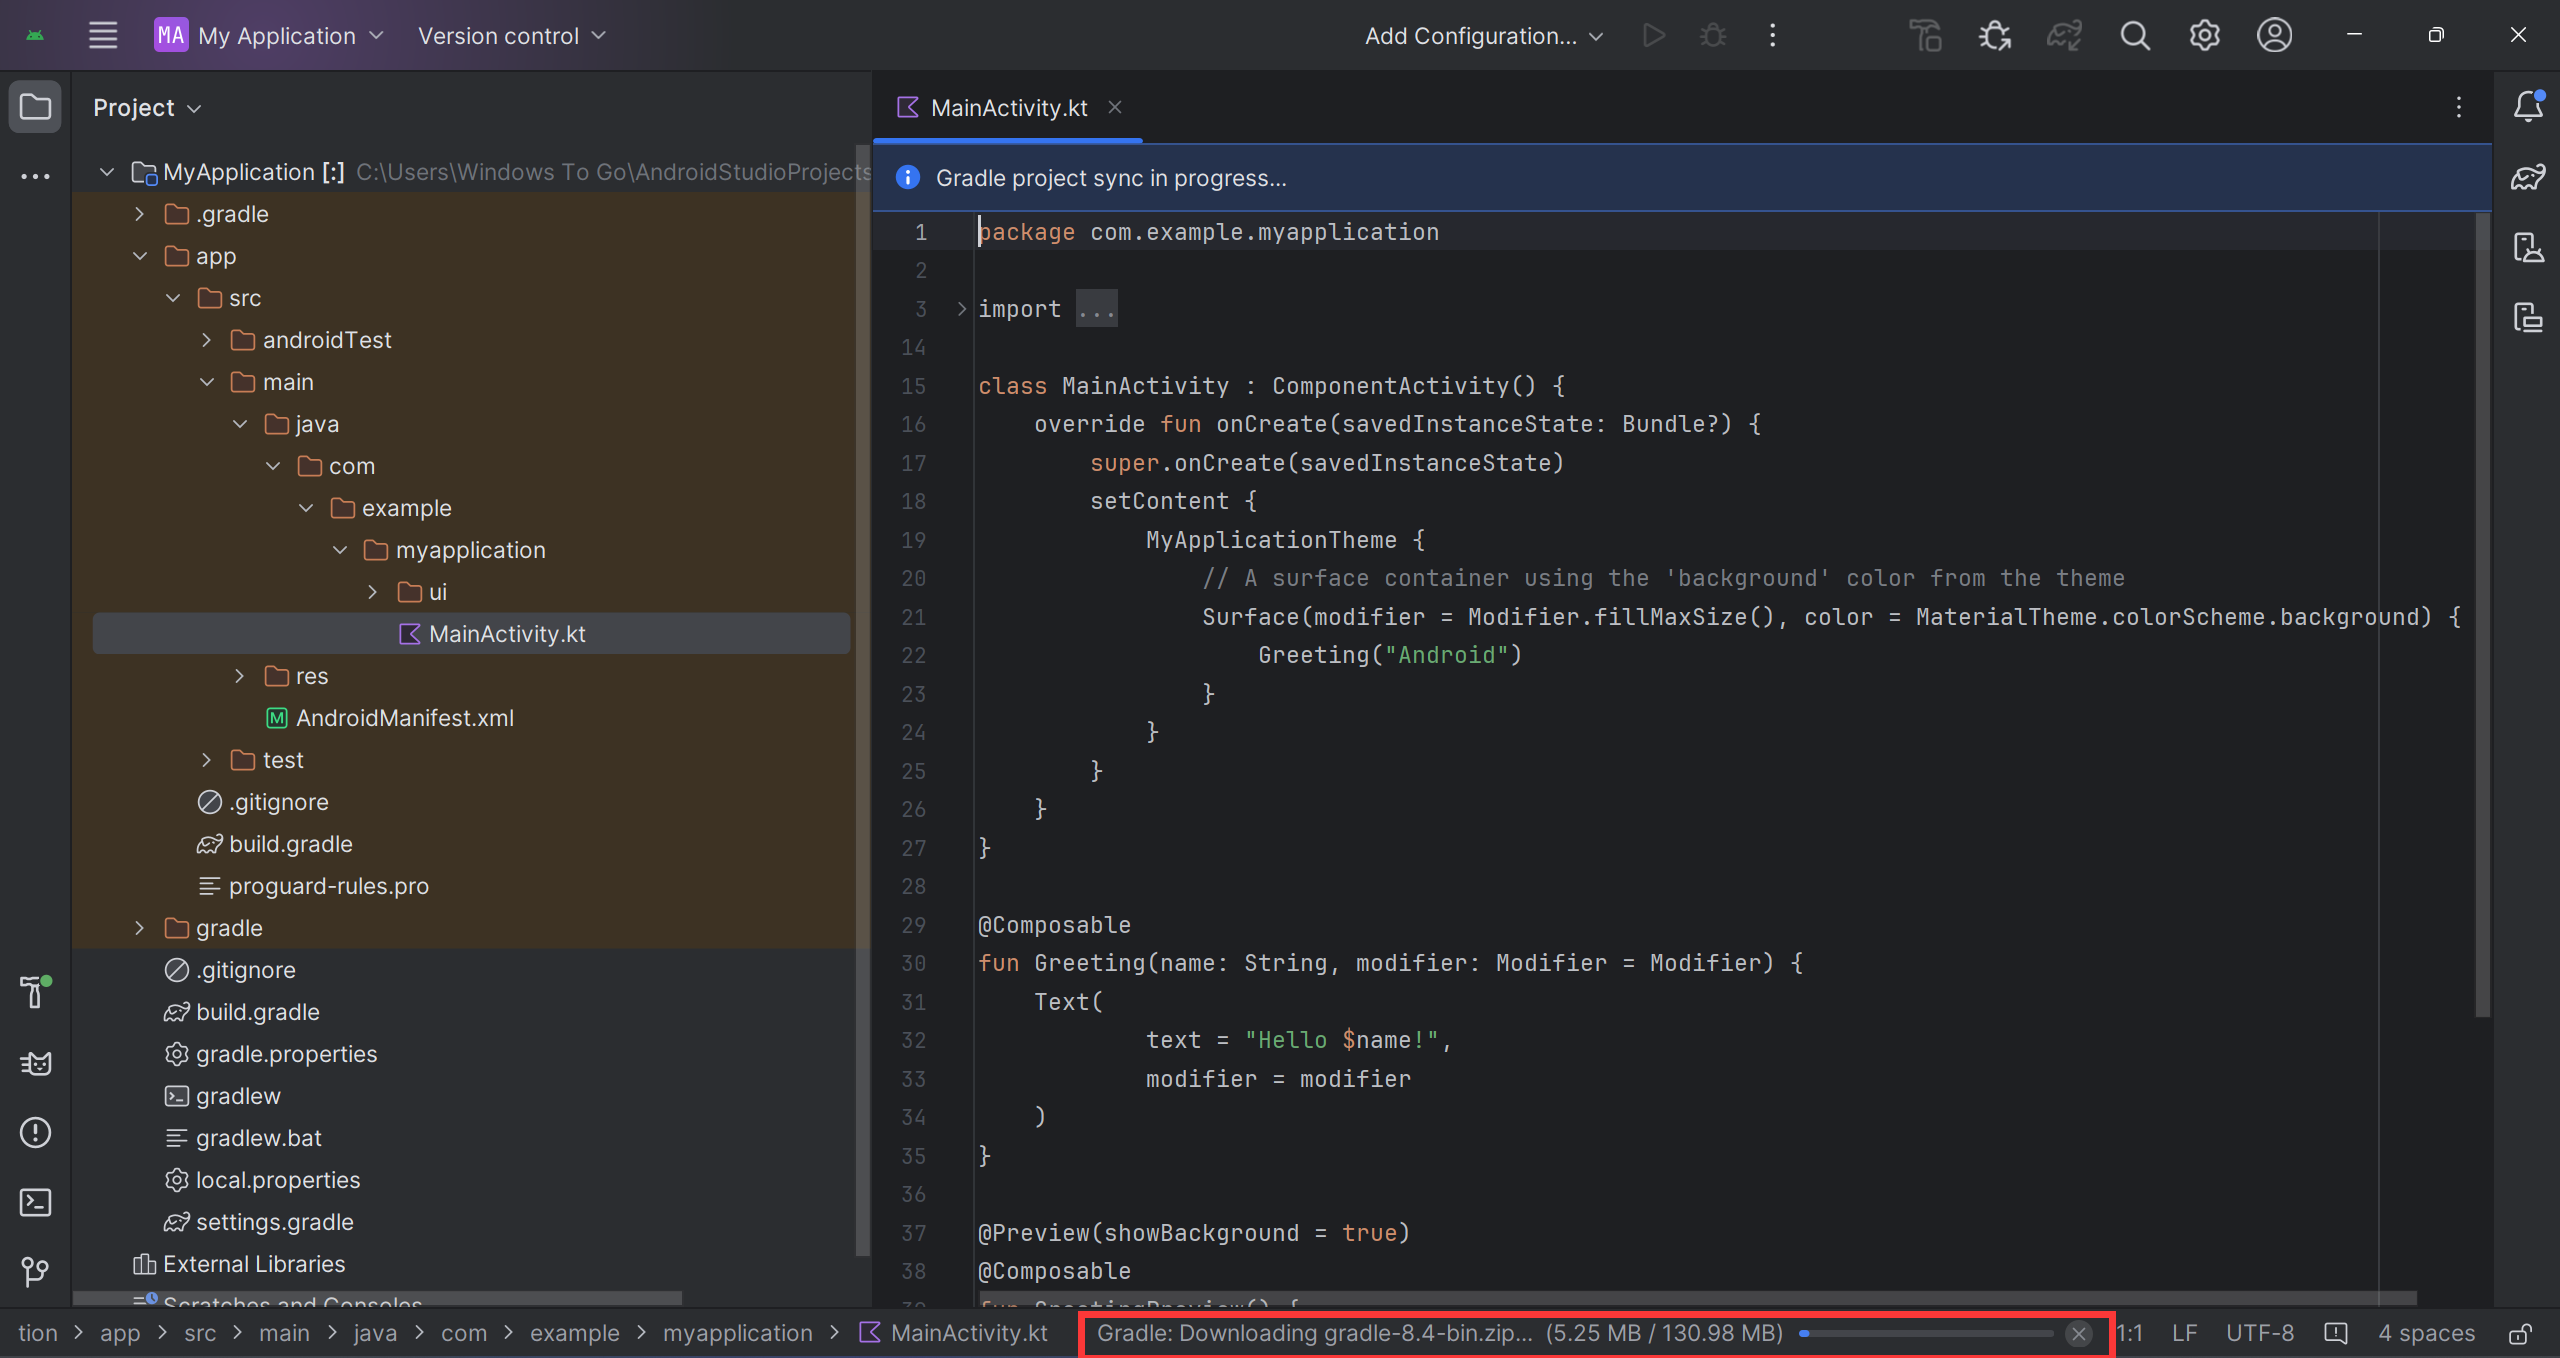 MA My Application Version control Add Configuration...
Project
MyApplication [:] C:\Users\Windows To Go\AndroidStudioProjects
.gradle
app
src
androidTest
main
java
com
example
myapplication
ui
MainActivity.kt
res
AndroidManifest.xml
test
.gitignore
build.gradle
proguard-rules.pro
gradle
.gitignore
build.gradle
gradle.properties
gradlew
gradlew.bat
local.properties
settings.gradle
External Libraries
Scratches and Consoles
MainActivity.kt
Gradle project sync in progress...
1 package com.example.myapplication
2
3 import ...
14
15 class MainActivity : ComponentActivity() {
16 override fun onCreate(savedInstanceState: Bundle?) {
17 super.onCreate(savedInstanceState)
18 setContent {
19 MyApplicationTheme {
20 // A surface container using the 'background' color from the theme
21 Surface(modifier = Modifier.fillMaxSize(), color = MaterialTheme.colorScheme.background) {
22 Greeting("Android")
23 }
24 }
25 }
26 }
27 }
28
29 @Composable
30 fun Greeting(name: String, modifier: Modifier = Modifier) {
31 Text(
32 text = "Hello $name!",
33 modifier = modifier
34 )
35 }
36
37 @Preview(showBackground = true)
38 @Composable
39 fun GreetingPreview() {
tion > app > src > main > java > com > example > myapplication > MainActivity.kt Gradle: Downloading gradle-8.4-bin.zip... (5.25 MB / 130.98 MB) 1:1 LF UTF-8 4 spaces